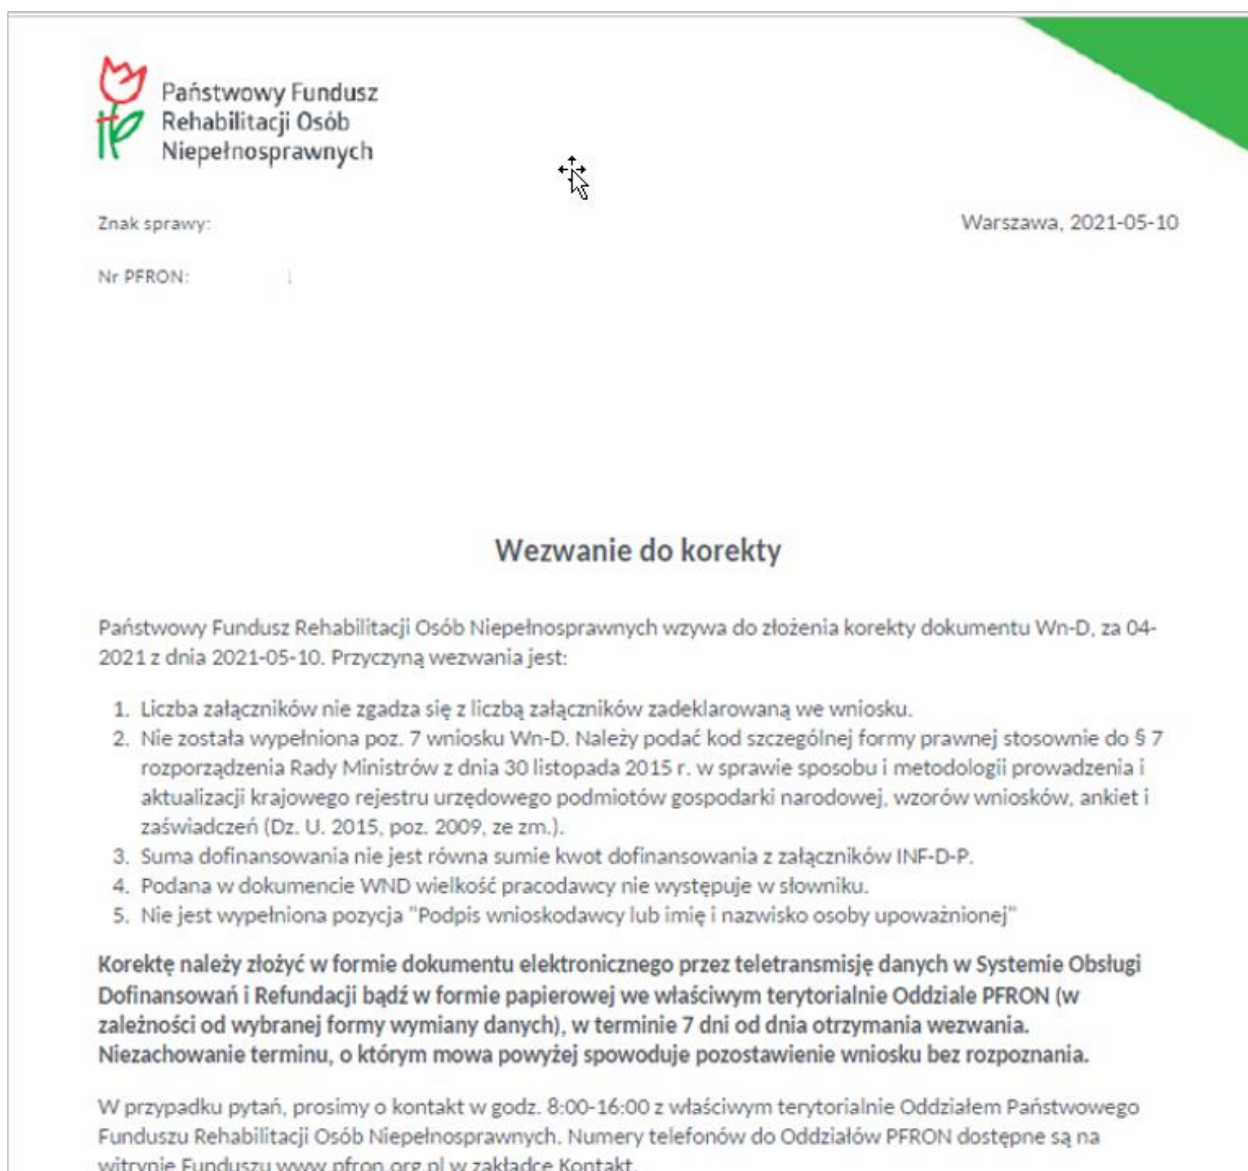 Państwowy Fundusz
Rehabilitacji Osób
Niepełnosprawnych
Znak sprawy:
Warszawa, 2021-05-10
Nr PFRON:
Wezwanie do korekty
Państwowy Fundusz Rehabilitacji Osób Niepełnosprawnych wzywa do złożenia korekty dokumentu Wn-D, za 04-
2021 z dnia 2021-05-10. Przyczyną wezwania jest:
1. Liczba załączników nie zgadza się z liczbą załączników zadeklarowaną we wniosku.
2. Nie została wypełniona poz. 7 wniosku Wn-D. Należy podać kod szczególnej formy prawnej stosownie do § 7
rozporządzenia Rady Ministrów z dnia 30 listopada 2015 r. w sprawie sposobu i metodologii prowadzenia i
aktualizacji krajowego rejestru urzędowego podmiotów gospodarki narodowej, wzorów wniosków, ankiet i
zaświadczeń (Dz. U. 2015, poz. 2009, ze zm.).
3. Suma dofinansowania nie jest równa sumie kwot dofinansowania z załączników INF-D-P.
4. Podana w dokumencie WND wielkość pracodawcy nie występuje w słowniku.
5. Nie jest wypełniona pozycja "Podpis wnioskodawcy lub imię i nazwisko osoby upoważnionej"
Korektę należy złożyć w formie dokumentu elektronicznego przez teletransmisję danych w Systemie Obsługi
Dofinansowań i Refundacji bądź w formie papierowej we właściwym terytorialnie Oddziale PFRON (w
zależności od wybranej formy wymiany danych), w terminie 7 dni od dnia otrzymania wezwania.
Niezachowanie terminu, o którym mowa powyżej spowoduje pozostawienie wniosku bez rozpoznania.
W przypadku pytań, prosimy o kontakt w godz. 8:00-16:00 z właściwym terytorialnie Oddziałem Państwowego
Funduszu Rehabilitacji Osób Niepełnosprawnych. Numery telefonów do Oddziałów PFRON dostępne są na
witrynie Funduszu www.pfron.org.pl w zakładce Kontakt.